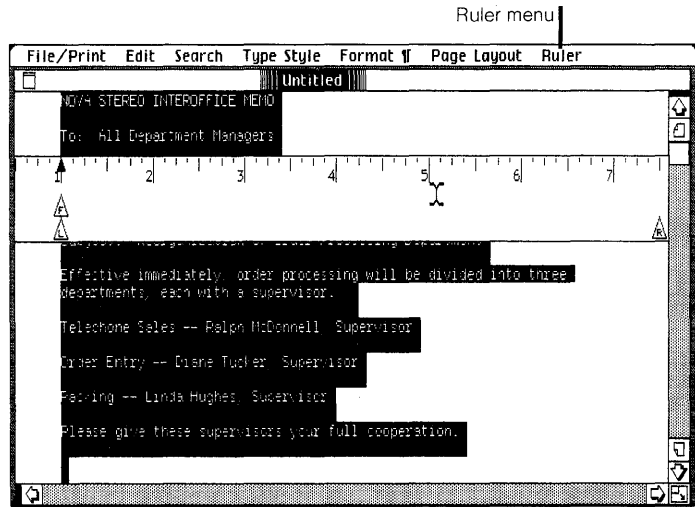 Ruler menu
File/Print Edit Search Type Style Format ¶ Page Layout Ruler
Untitled
NOVA STEREO INTEROFFICE MEMO
To: All Department Managers
1 2 3 4 5 6 7
F
L R
Effective immediately, order processing will be divided into three
departments, each with a supervisor.
Telephone Sales -- Ralph McDonnell, Supervisor
Order Entry -- Diane Tucker, Supervisor
Packing -- Linda Hughes, Supervisor
Please give these supervisors your full cooperation.